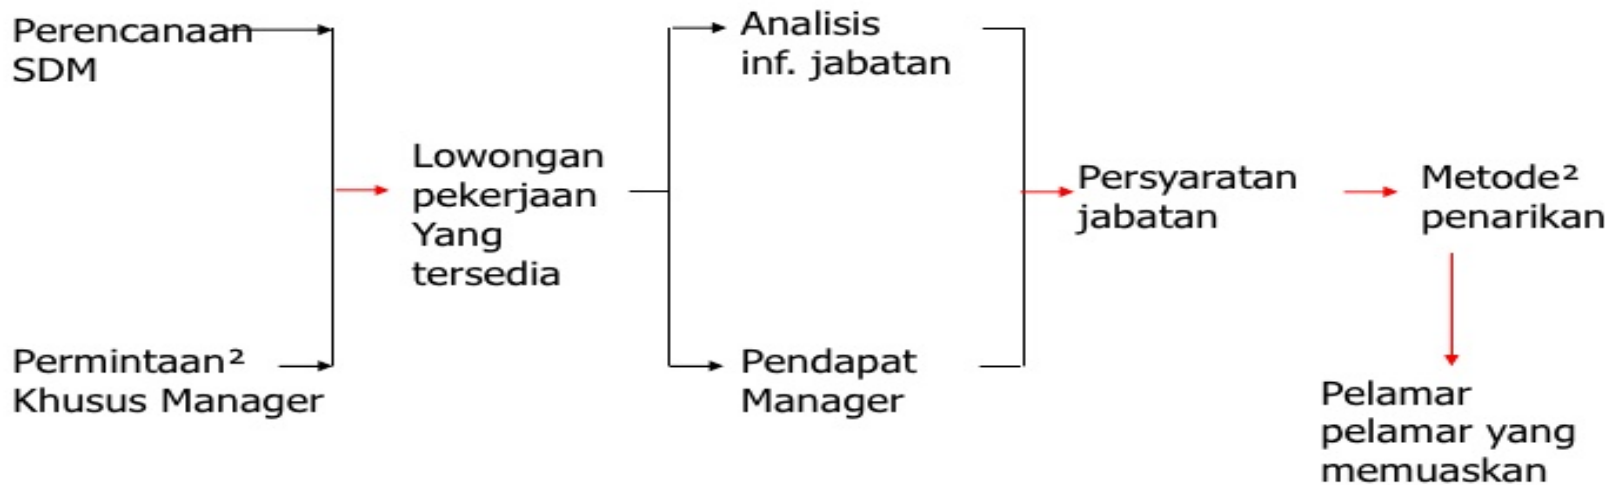 Perencanaan
SDM
Permintaan²
Khusus Manager
Lowongan
pekerjaan
Yang
tersedia
Analisis
inf. jabatan
Pendapat
Manager
Persyaratan
jabatan
Metode²
penarikan
Pelamar
pelamar yang
memuaskan